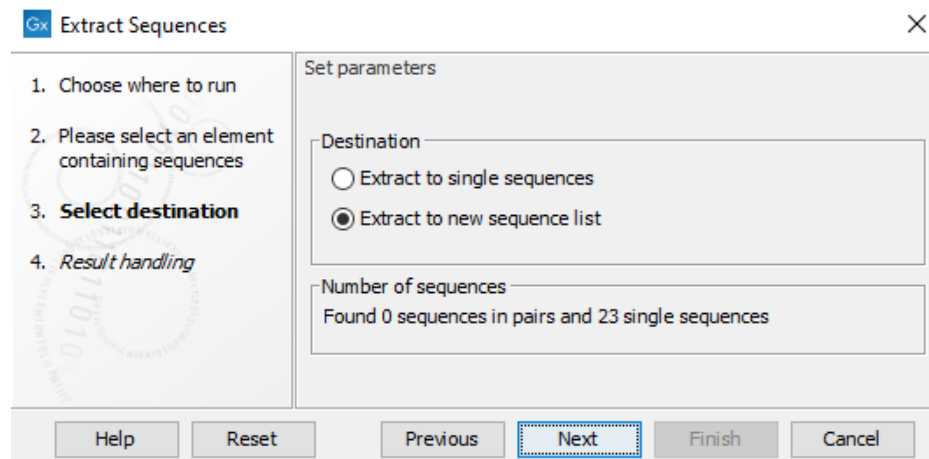 Gx Extract Sequences
1. Choose where to run
2. Please select an element
containing sequences
3. Select destination
4. Result handling
Set parameters
Destination
Extract to single sequences
Extract to new sequence list
Number of sequences
Found 0 sequences in pairs and 23 single sequences
Help Reset Previous Next Finish Cancel